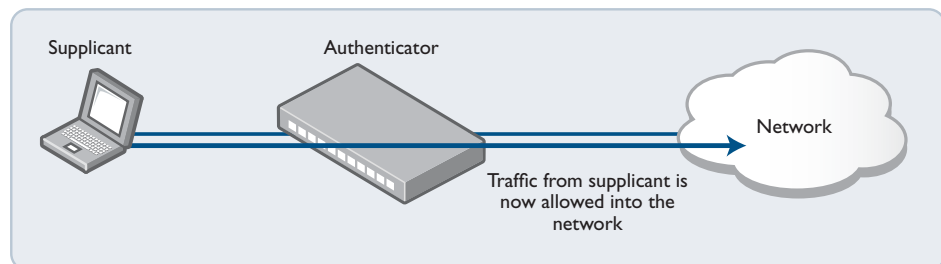 Supplicant
Authenticator
Network
Traffic from supplicant is
now allowed into the
network